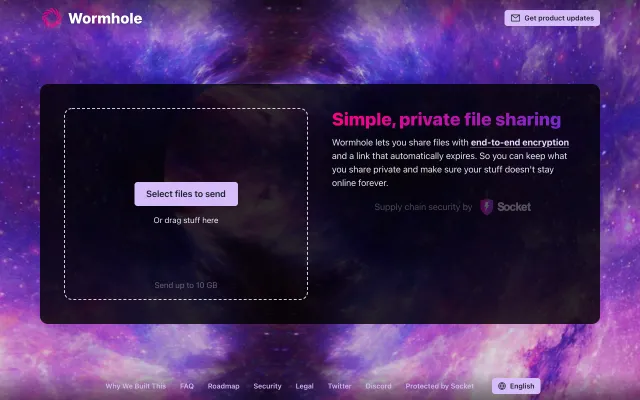 Wormhole
Get product updates
Select files to send
Or drag stuff here
Send up to 10 GB
Simple, private file sharing
Wormhole lets you share files with end-to-end encryption
and a link that automatically expires. So you can keep what
you share private and make sure your stuff doesn't stay
online forever.
Supply chain security by Socket
Why We Built This FAQ Roadmap Security Legal Twitter Discord Protected by Socket English